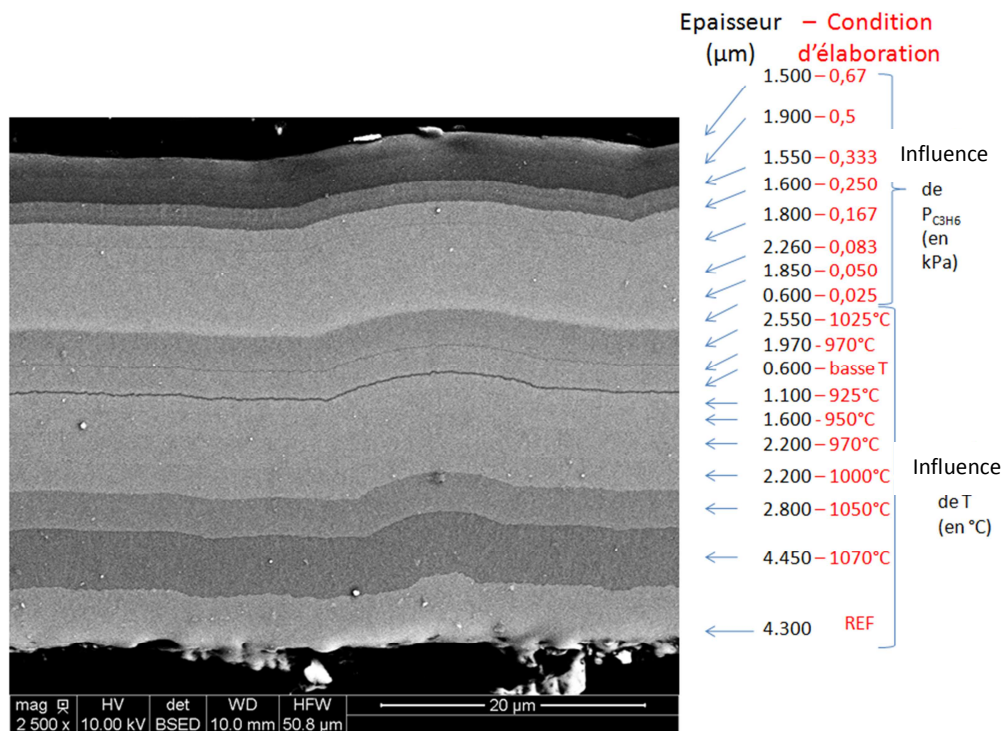 Epaisseur – Condition
(µm) d'élaboration
1.500 – 0,67
1.900 – 0,5
1.550 – 0,333
1.600 – 0,250
1.800 – 0,167
2.260 – 0,083
1.850 – 0,050
0.600 – 0,025
Influence
de
P C3H6
(en
kPa)
2.550 – 1025°C
1.970 - 970°C
0.600 – basse T
1.100 – 925°C
1.600 - 950°C
2.200 – 970°C
2.200 – 1000°C
2.800 – 1050°C
4.450 – 1070°C
4.300 REF
Influence
de T
(en °C)
mag HV det WD HFW 20 µm
2 500 x 10.00 kV BSED 10.0 mm 50.8 µm